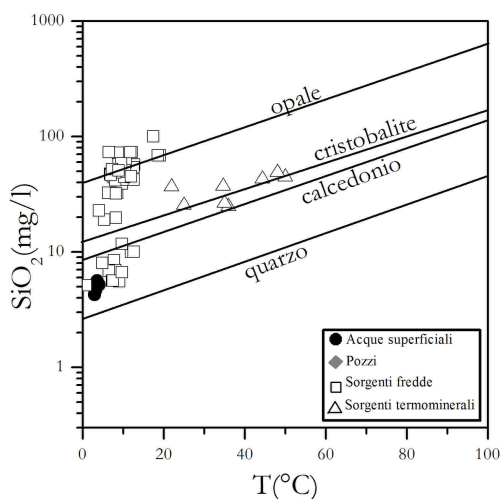 1000
100
10
1
SiO2(mg/l)
opale
cristobalite
calcedonio
quarzo
Acque superficiali
Pozzi
Sorgenti fredde
Sorgenti termominerali
0 20 40 60 80 100
T(°C)